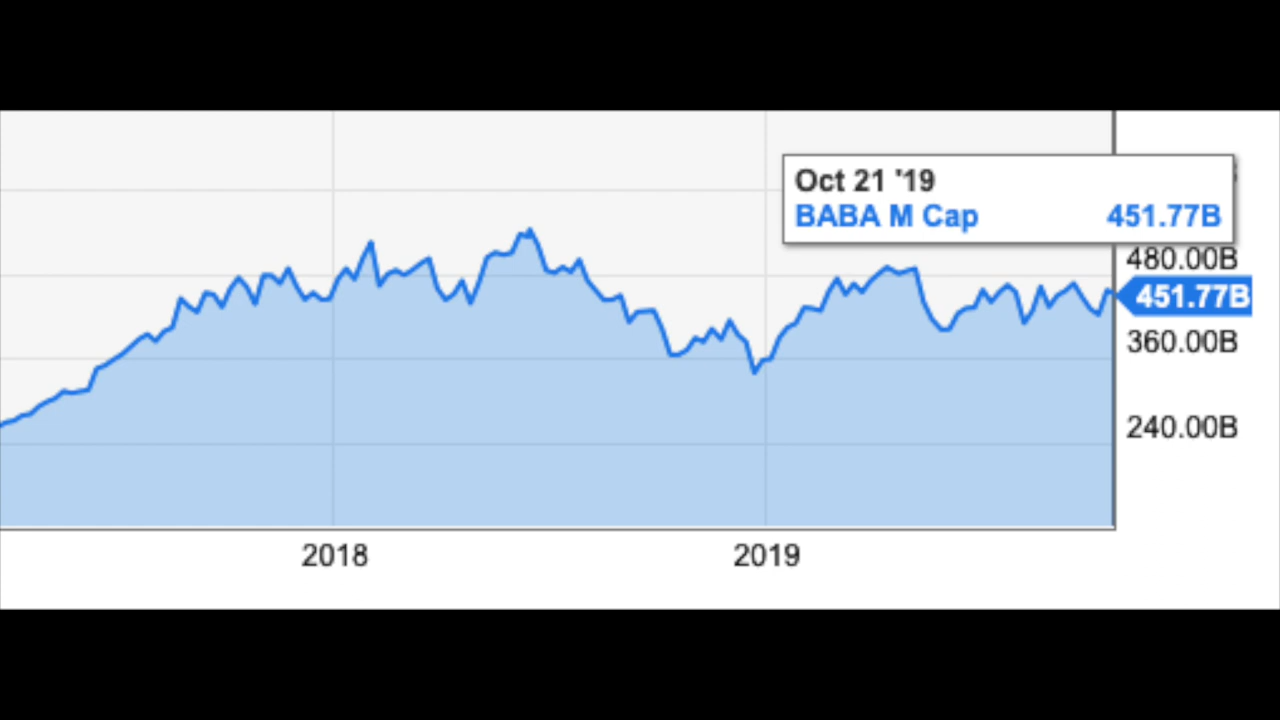 Oct 21 '19
BABA M Cap 451.77B
480.00B
451.77B
360.00B
240.00B
2018 2019